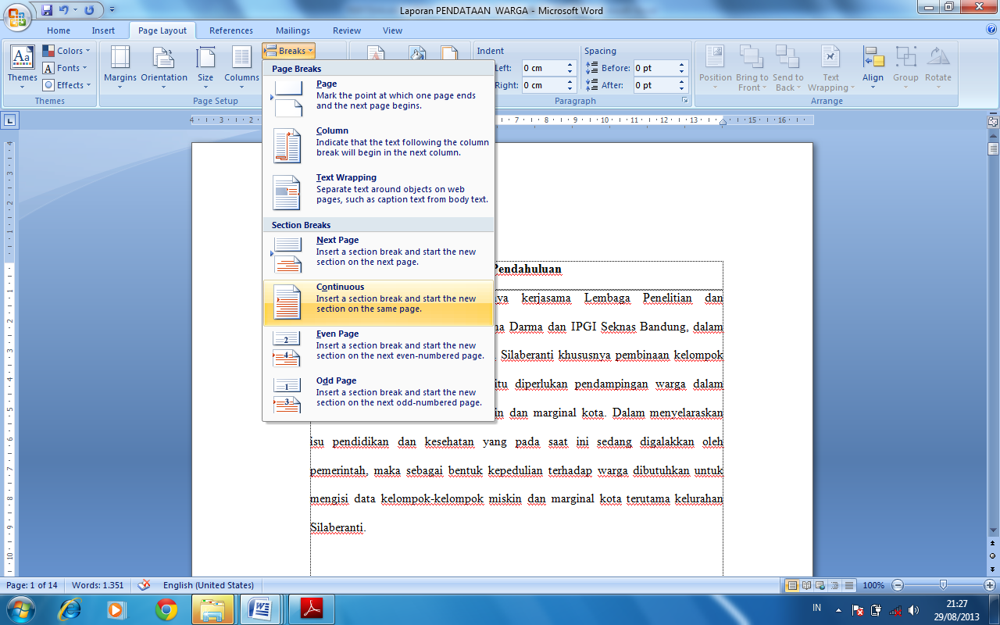 Laporan PENDATAAN WARGA - Microsoft Word
Home Insert Page Layout References Mailings Review View
Themes
Colors
Fonts
Effects
Themes
Margins Orientation Size Columns
Breaks
Page Setup
Indent
Left: 0 cm
Right: 0 cm
Spacing
Before: 0 pt
After: 0 pt
Paragraph
Position Bring to Front Send to Back Text Wrapping Align Group Rotate
Arrange
Page Breaks
Page
Mark the point at which one page ends
and the next page begins.
Column
Indicate that the text following the column
break will begin in the next column.
Text Wrapping
Separate text around objects on web
pages, such as caption text from body text.
Section Breaks
Next Page
Insert a section break and start the new
section on the next page.
Continuous
Insert a section break and start the new
section on the same page.
Even Page
Insert a section break and start the new
section on the next even-numbered page.
Odd Page
Insert a section break and start the new
section on the next odd-numbered page.
4 3 2 7 8 9 10 11 12 13 15 16
Pendahuluan
kerjasama Lembaga Penelitian dan
Darma dan IPGI Seknas Bandung, dalam
Silaberanti khususnya pembinaan kelompok
itu diperlukan pendampingan warga dalam
dan marginal kota. Dalam menyelaraskan
isu pendidikan dan kesehatan yang pada saat ini sedang digalakkan oleh
pemerintah, maka sebagai bentuk kepedulian terhadap warga dibutuhkan untuk
mengisi data kelompok-kelompok miskin dan marginal kota terutama kelurahan
Silaberanti.
Page: 1 of 14 Words: 1.351 English (United States) 100%
IN 21:27
29/08/2013